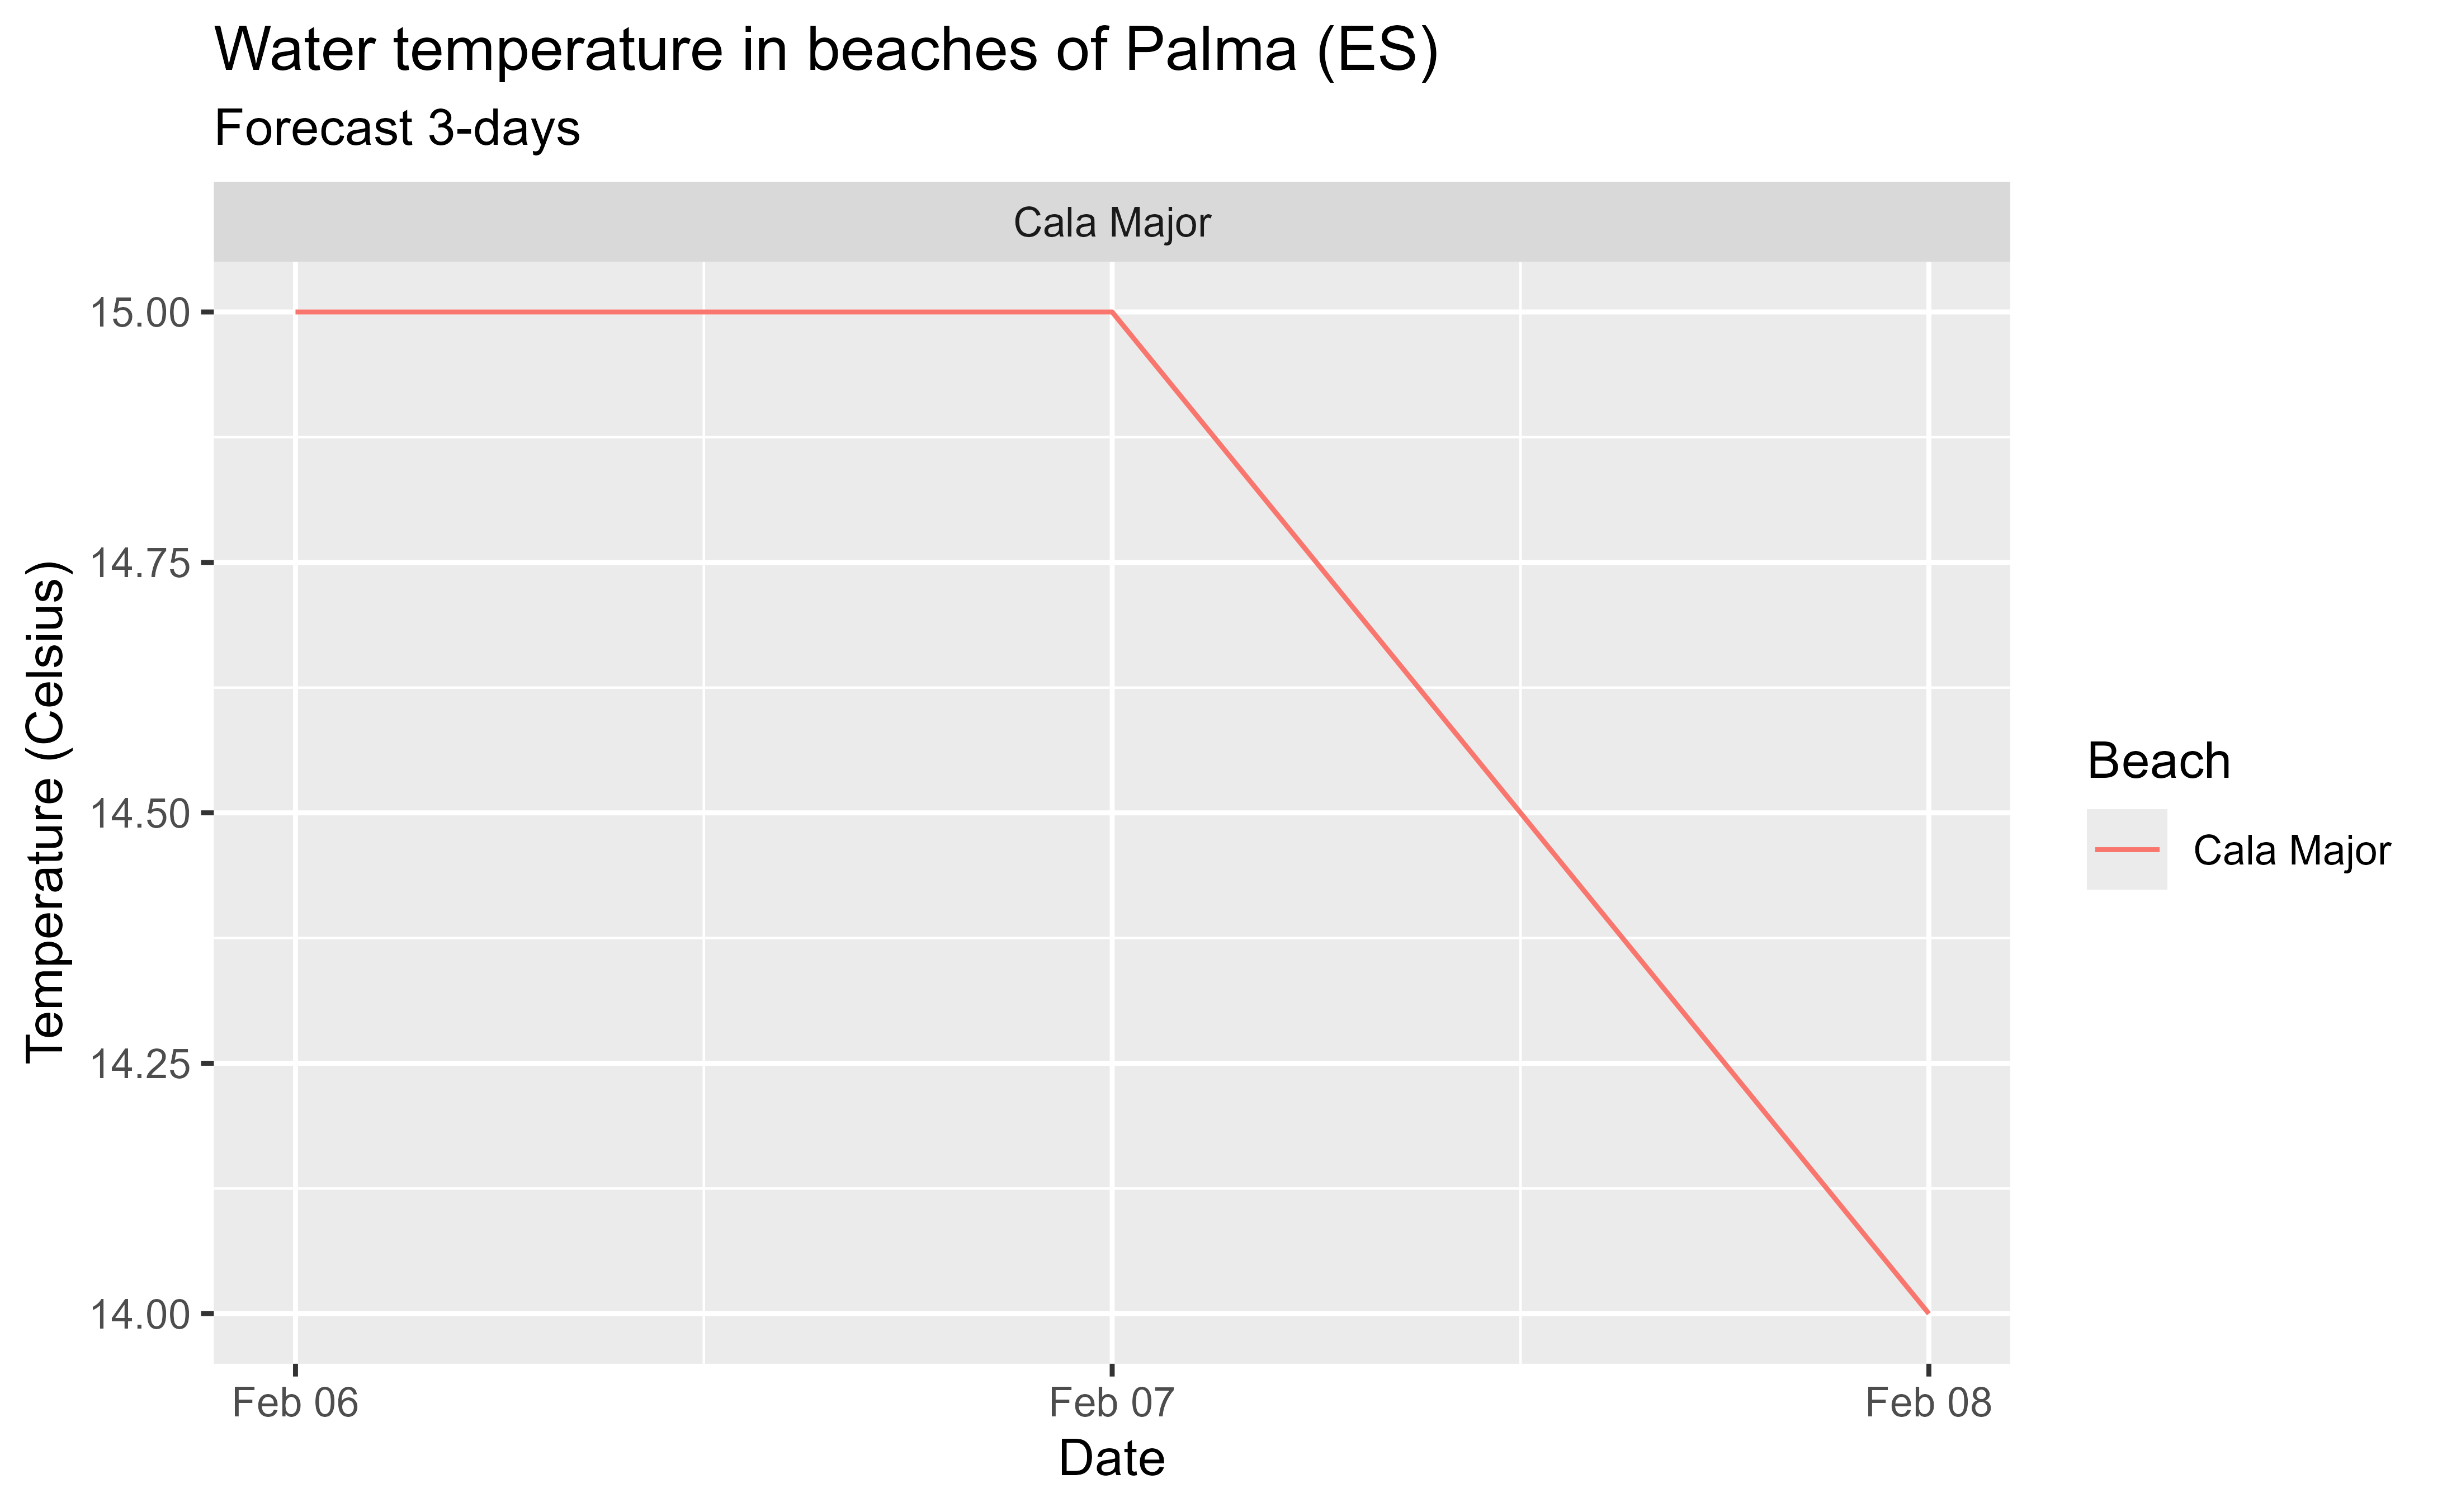 Water temperature in beaches of Palma (ES)
Forecast 3-days
Cala Major
15.00
14.75
14.50
14.25
14.00
Temperature (Celsius)
Feb 06
Feb 07
Feb 08
Date
Beach
Cala Major